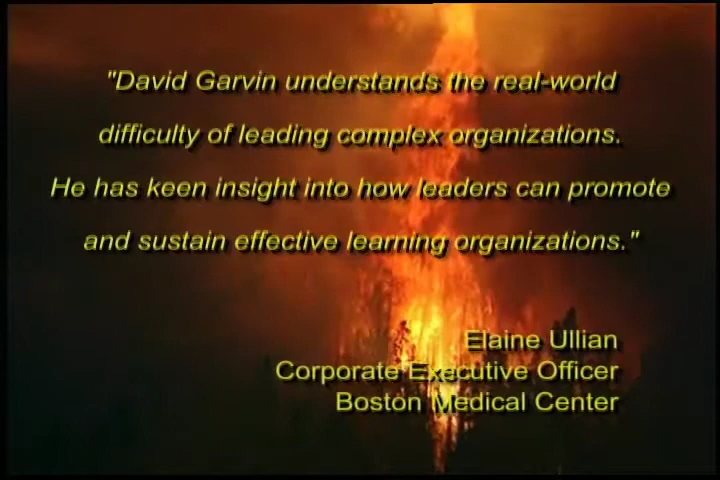 "David Garvin understands the real-world
difficulty of leading complex organizations.
He has keen insight into how leaders can promote
and sustain effective learning organizations."
Elaine Ullian
Corporate Executive Officer
Boston Medical Center